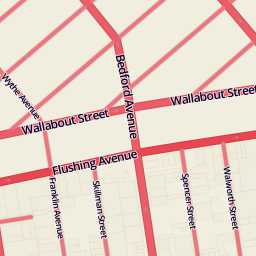 Wythe Avenue
Bedford Avenue
Wallabout Street
Wallabout Street
Flushing Avenue
Franklin Avenue
Skillman Street
Spencer Street
Walworth Street